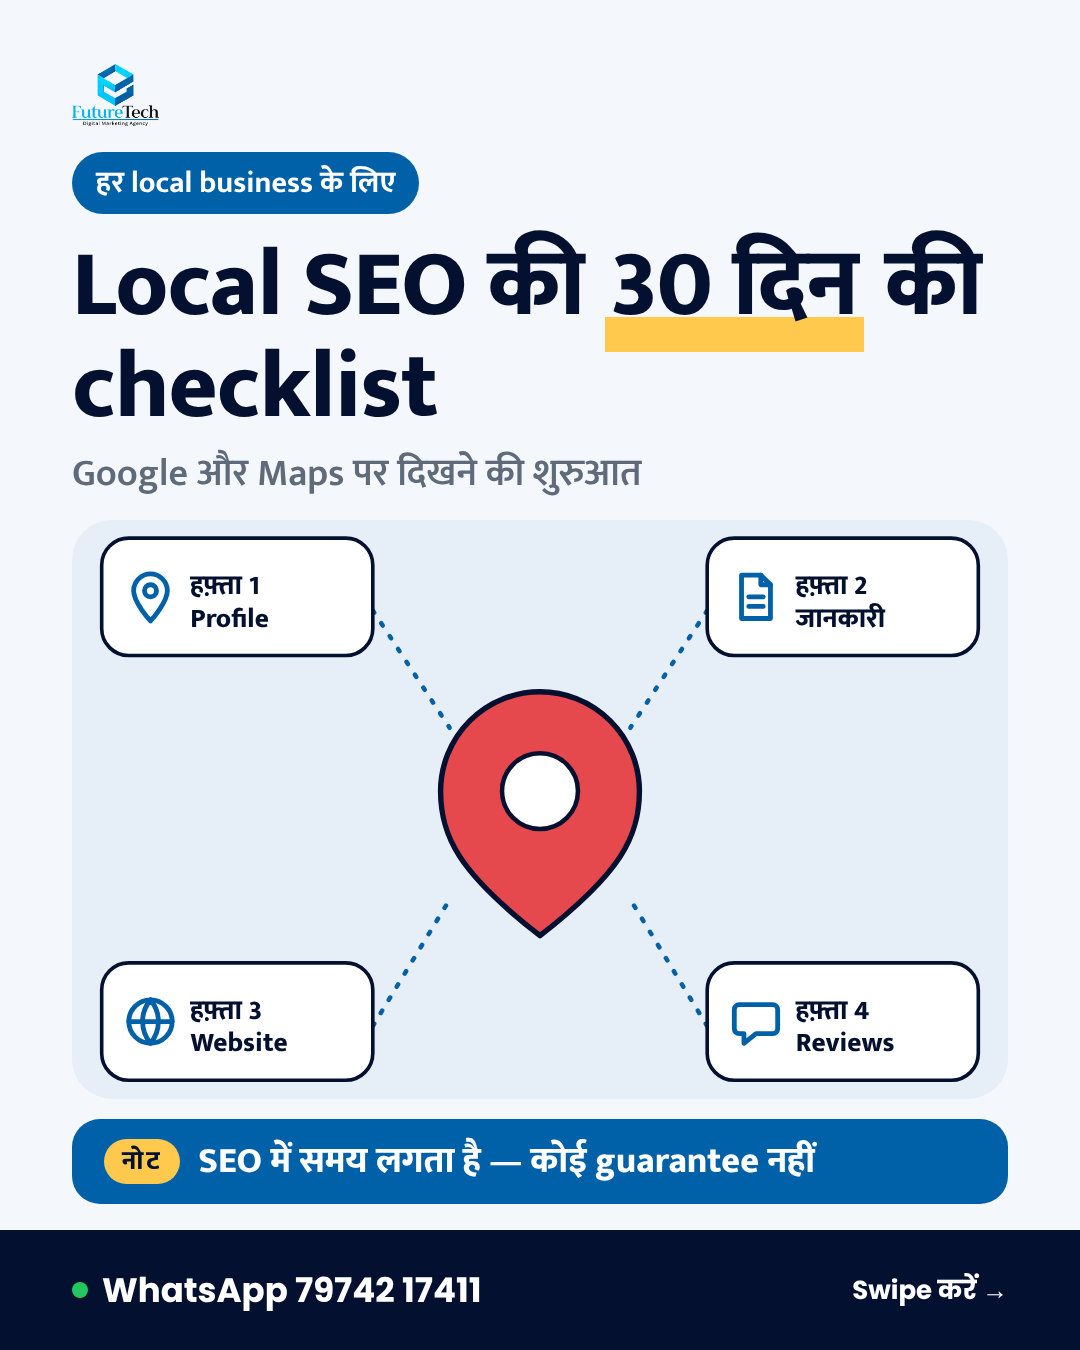 FutureTech
Digital Marketing Agency
हर local business के लिए
Local SEO की 30 दिन की
checklist
Google और Maps पर दिखने की शुरुआत
हफ़्ता 1
Profile
हफ़्ता 2
जानकारी
हफ़्ता 3
Website
हफ़्ता 4
Reviews
नोट SEO में समय लगता है — कोई guarantee नहीं
WhatsApp 79742 17411
Swipe करें →